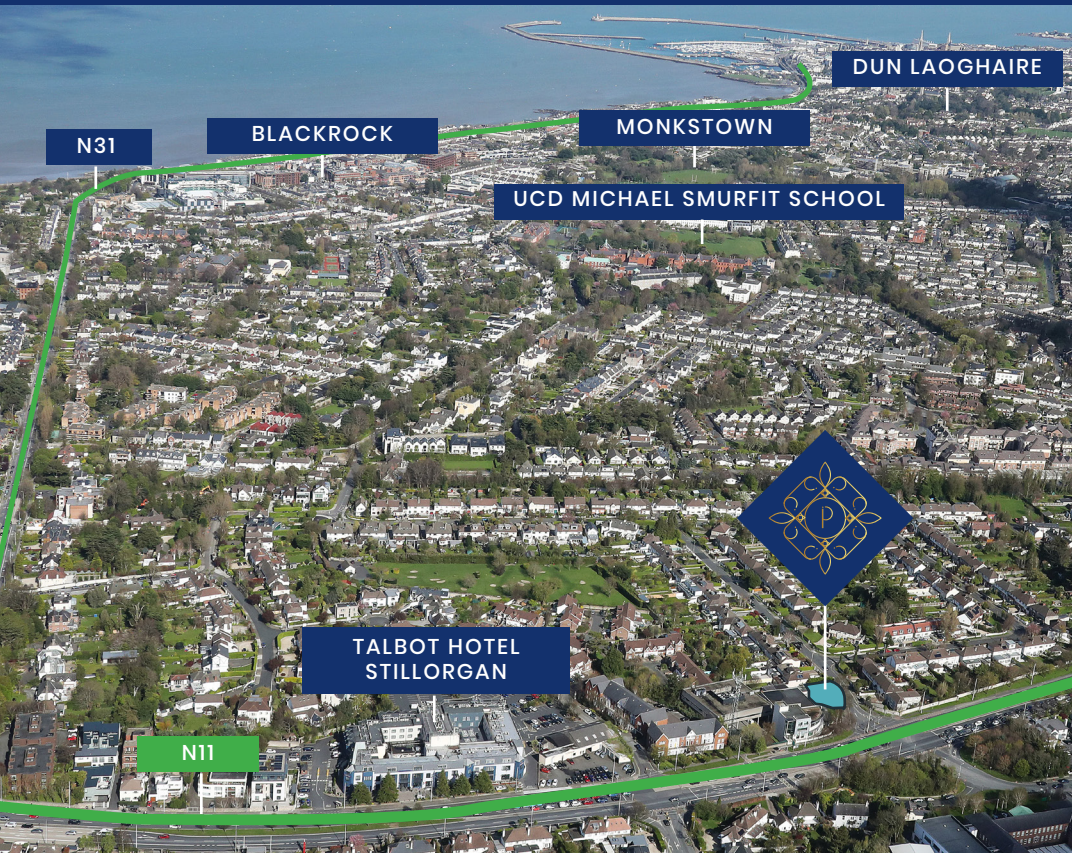 DUN LAOGHAIRE
MONKSTOWN
BLACKROCK
N31
UCD MICHAEL SMURFIT SCHOOL
P
TALBOT HOTEL
STILLORGAN
N11